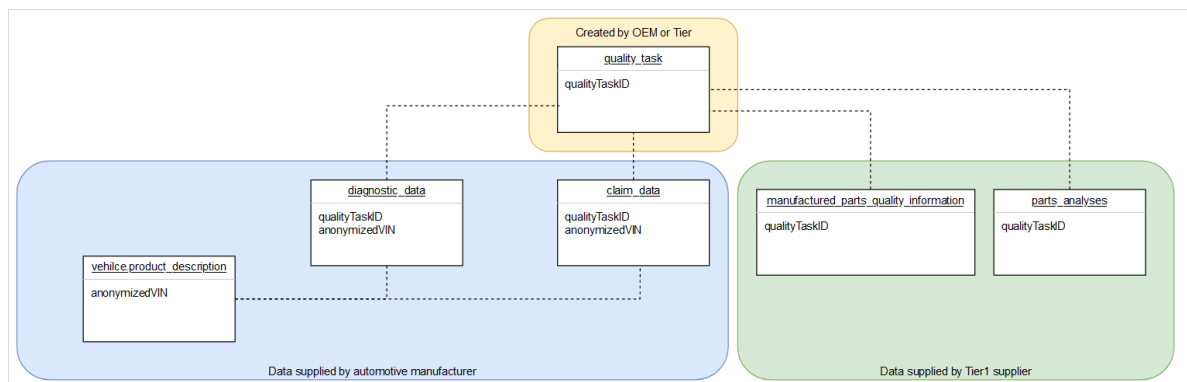 Created by OEM or Tier
quality_task
qualityTaskID
diagnostic_data
qualityTaskID
anonymizedVIN
claim_data
qualityTaskID
anonymizedVIN
manufactured_parts_quality_information
qualityTaskID
parts_analyses
qualityTaskID
vehilce.product_description
anonymizedVIN
Data supplied by automotive manufacturer
Data supplied by Tier1 supplier